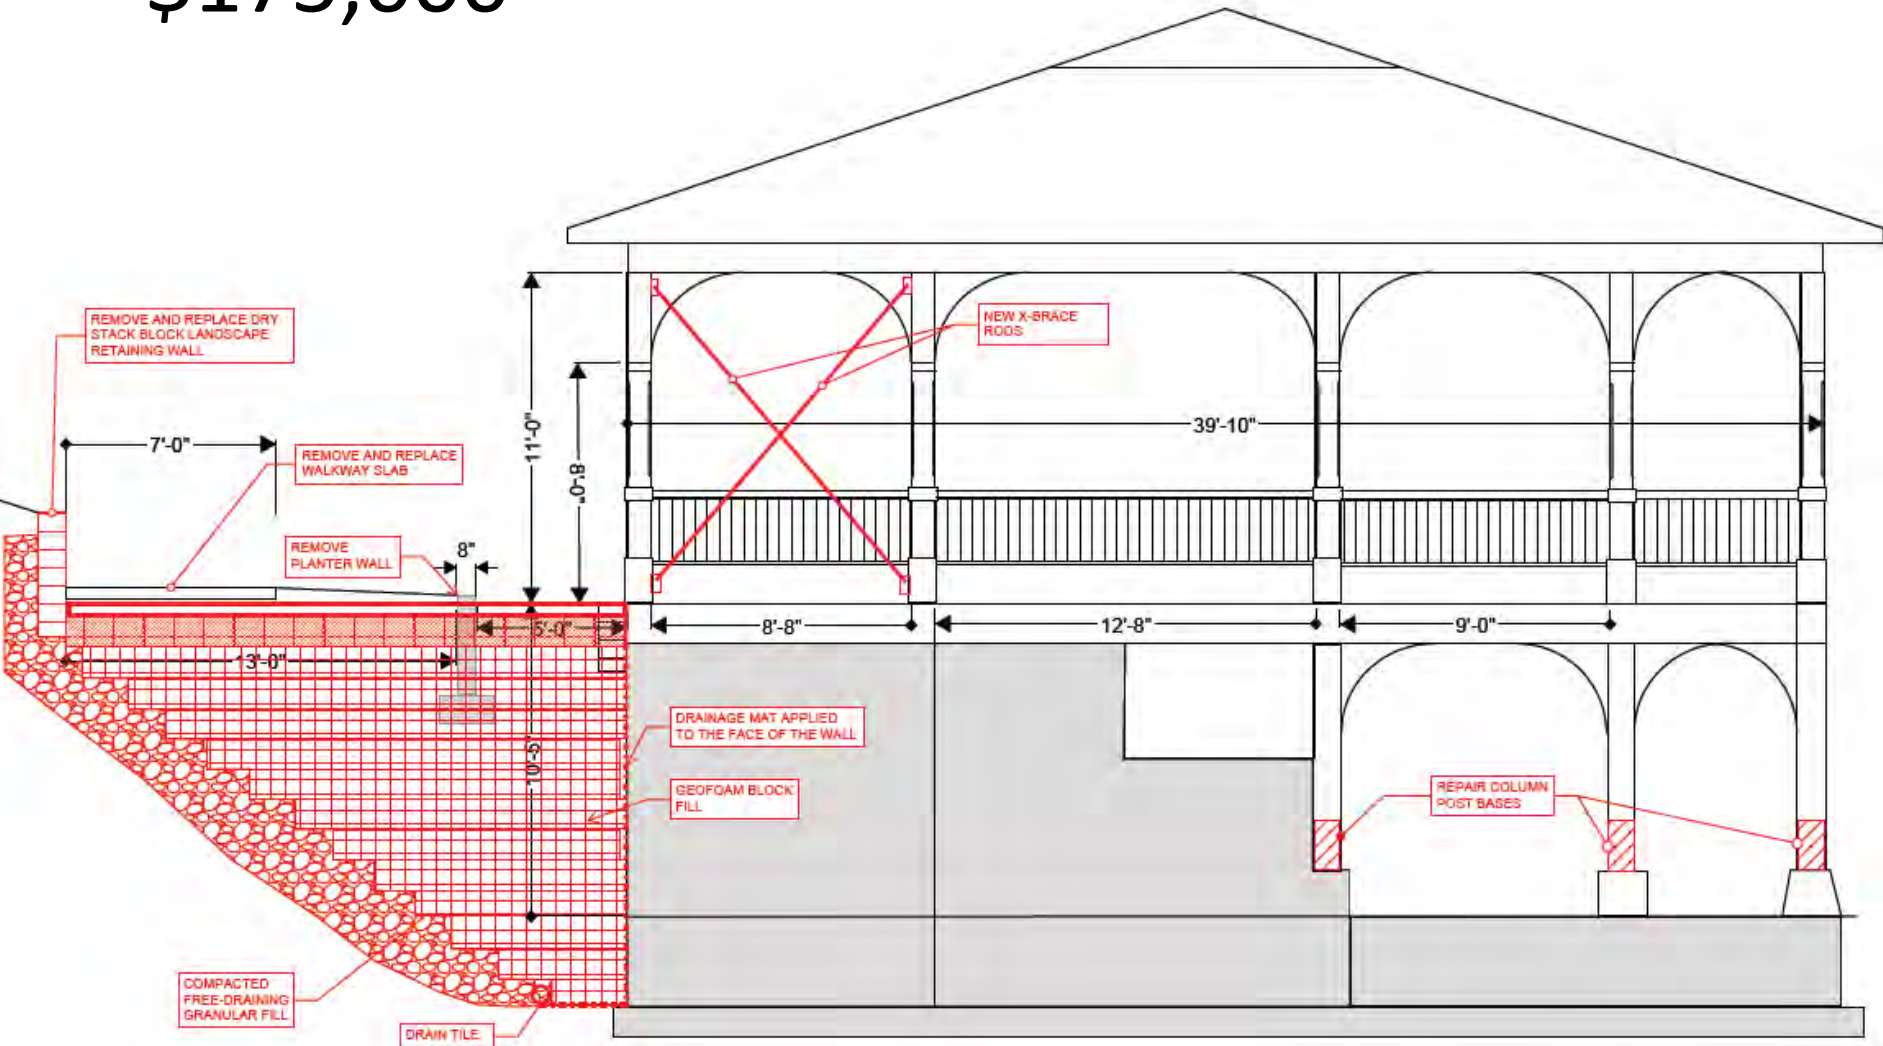 $175,000
REMOVE AND REPLACE DRY
STACK BLOCK LANDSCAPE
RETAINING WALL
NEW X-BRACE
RODS
11'-0"
8'-0"
39'-10"
7'-0"
REMOVE AND REPLACE
WALKWAY SLAB
REMOVE
PLANTER WALL
8"
5'-0"
8'-8"
12'-8"
9'-0"
13'-0"
DRAINAGE MAT APPLIED
TO THE FACE OF THE WALL
10'-5"
GEOFOAM BLOCK
FILL
REPAIR COLUMN
POST BASES
COMPACTED
FREE-DRAINING
GRANULAR FILL
DRAIN TILE